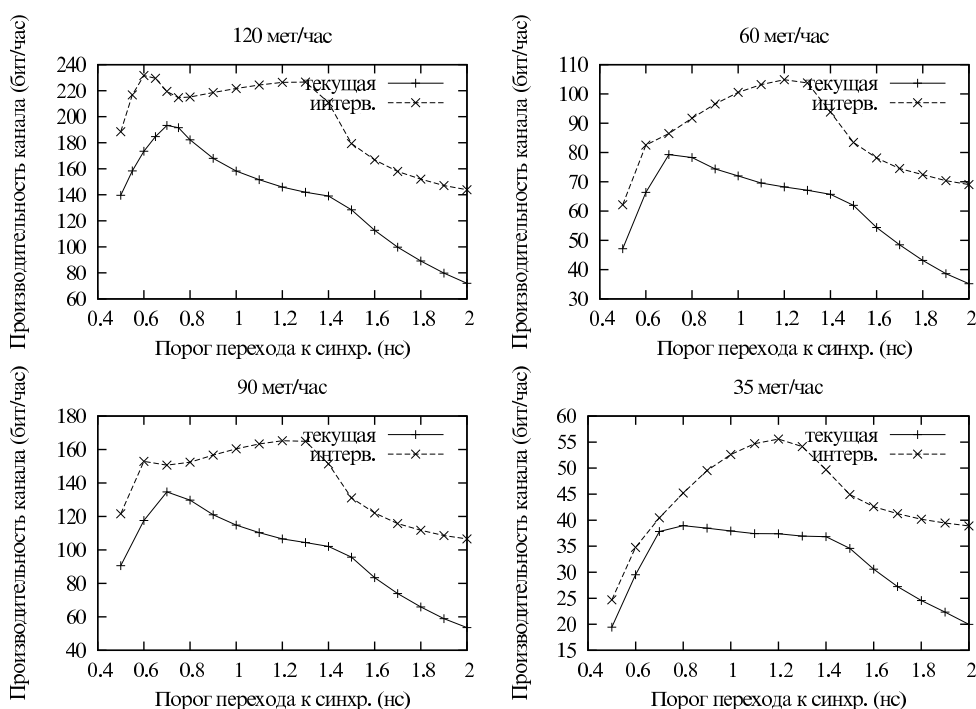 120 мет/час
Производительность канала (бит/час)
240
220
200
180
160
140
120
100
80
60
0.4 0.6 0.8 1 1.2 1.4 1.6 1.8 2
Порог перехода к синхр. (нс)
текущая
интерв.
60 мет/час
Производительность канала (бит/час)
110
100
90
80
70
60
50
40
30
0.4 0.6 0.8 1 1.2 1.4 1.6 1.8 2
Порог перехода к синхр. (нс)
текущая
интерв.
90 мет/час
Производительность канала (бит/час)
180
160
140
120
100
80
60
40
0.4 0.6 0.8 1 1.2 1.4 1.6 1.8 2
Порог перехода к синхр. (нс)
текущая
интерв.
35 мет/час
Производительность канала (бит/час)
60
55
50
45
40
35
30
25
20
15
0.4 0.6 0.8 1 1.2 1.4 1.6 1.8 2
Порог перехода к синхр. (нс)
текущая
интерв.